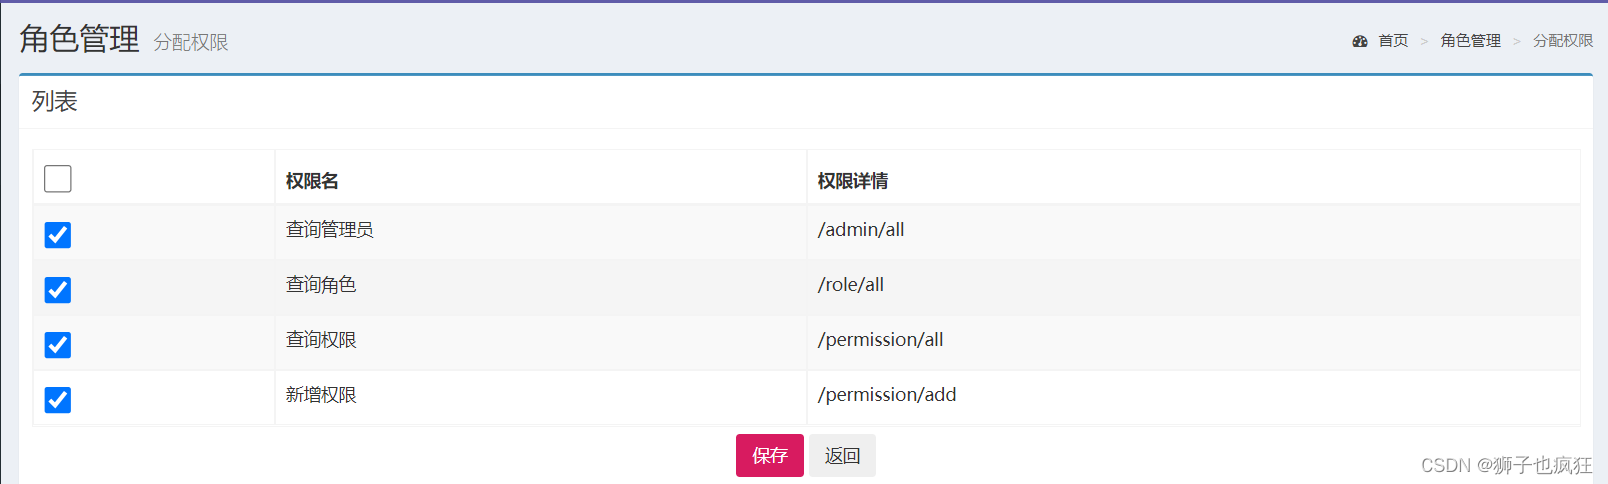 角色管理 分配权限
首页 > 角色管理 > 分配权限
列表
权限名 权限详情
查询管理员 /admin/all
查询角色 /role/all
查询权限 /permission/all
新增权限 /permission/add
保存 返回
CSDN @狮子也疯狂